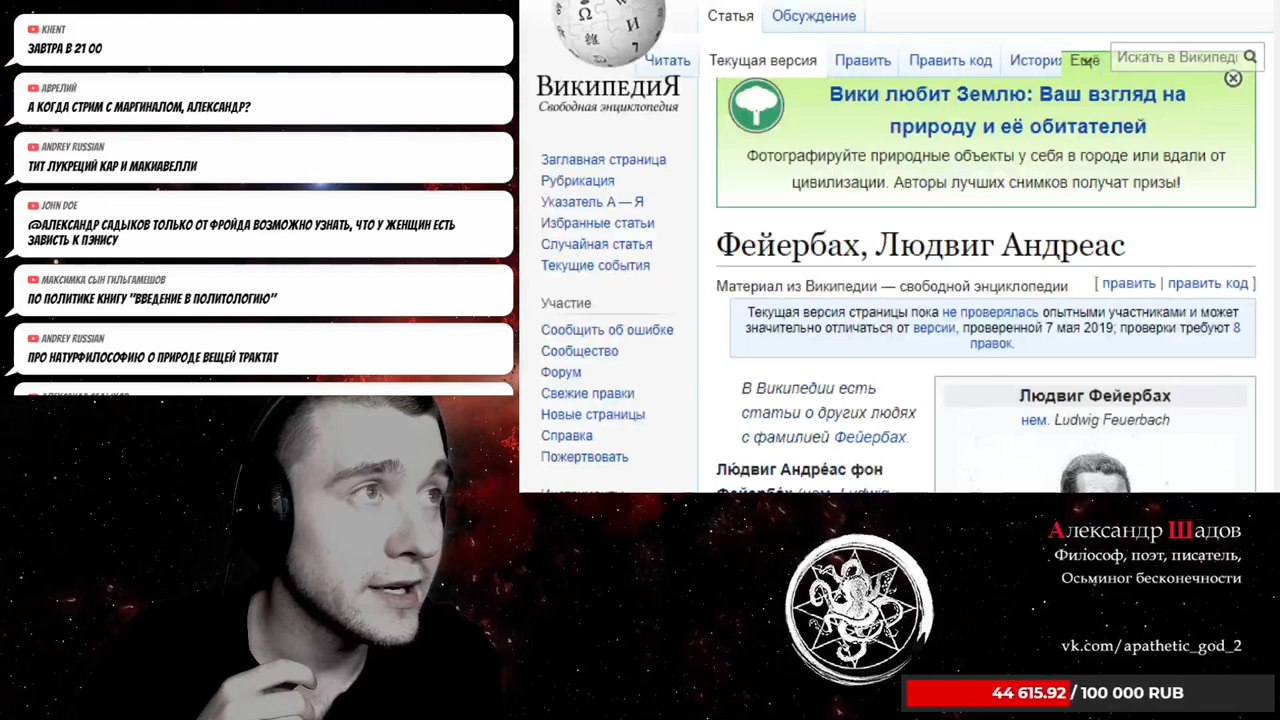 KHENT
ЗАВТРА В 21 00
АВРЕЛИЙ
А КОГДА СТРИМ С МАРГИНАЛОМ, АЛЕКСАНДР?
ANDREY RUSSIAN
ТИТ ЛУКРЕЦИЙ КАР И МАКИАВЕЛЛИ
JOHN DOE
@АЛЕКСАНДР САДЫКОВ ТОЛЬКО ОТ ФРОЙДА ВОЗМОЖНО УЗНАТЬ, ЧТО У ЖЕНЩИН ЕСТЬ
ЗАВИСТЬ К ПЭНИСУ
МАКСИМКА СЫН ГИЛЬГАМЕШОВ
ПО ПОЛИТИКЕ КНИГУ "ВВЕДЕНИЕ В ПОЛИТОЛОГИЮ"
ANDREY RUSSIAN
ПРО НАТУРФИЛОСОФИЮ О ПРИРОДЕ ВЕЩЕЙ ТРАКТАТ
Статья Обсуждение
Читать Текущая версия Править Править код История Ещё Искать в Википеди
ВикипедиЯ
Свободная энциклопедия
Заглавная страница
Рубрикация
Указатель А — Я
Избранные статьи
Случайная статья
Текущие события
Участие
Сообщить об ошибке
Сообщество
Форум
Свежие правки
Новые страницы
Справка
Пожертвовать
Вики любит Землю: Ваш взгляд на
природу и её обитателей
Фотографируйте природные объекты у себя в городе или вдали от
цивилизации. Авторы лучших снимков получат призы!
Фейербах, Людвиг Андреас
Материал из Википедии — свободной энциклопедии [ править | править код ]
Текущая версия страницы пока не проверялась опытными участниками и может
значительно отличаться от версии, проверенной 7 мая 2019; проверки требуют 8
правок.
В Википедии есть
статьи о других людях
с фамилией Фейербах.
Людвиг Фейербах
нем. Ludwig Feuerbach
Лю́двиг Андре́ас фон
Александр Шадов
Философ, поэт, писатель,
Осьминог бесконечности
vk.com/apathetic_god_2
44 615.92 / 100 000 RUB